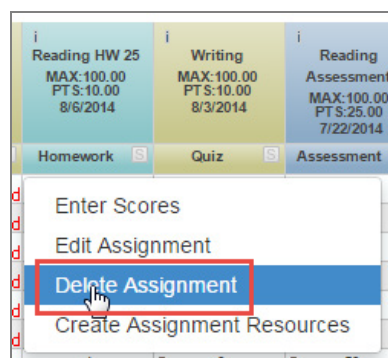 i i i
Reading HW 25 Writing Reading
Assessment
MAX:100.00 MAX:100.00 MAX:100.00
PTS:10.00 PTS:10.00 PTS:25.00
8/6/2014 8/3/2014 7/22/2014
Homework S Quiz S Assessment
Enter Scores
Edit Assignment
Delete Assignment
Create Assignment Resources